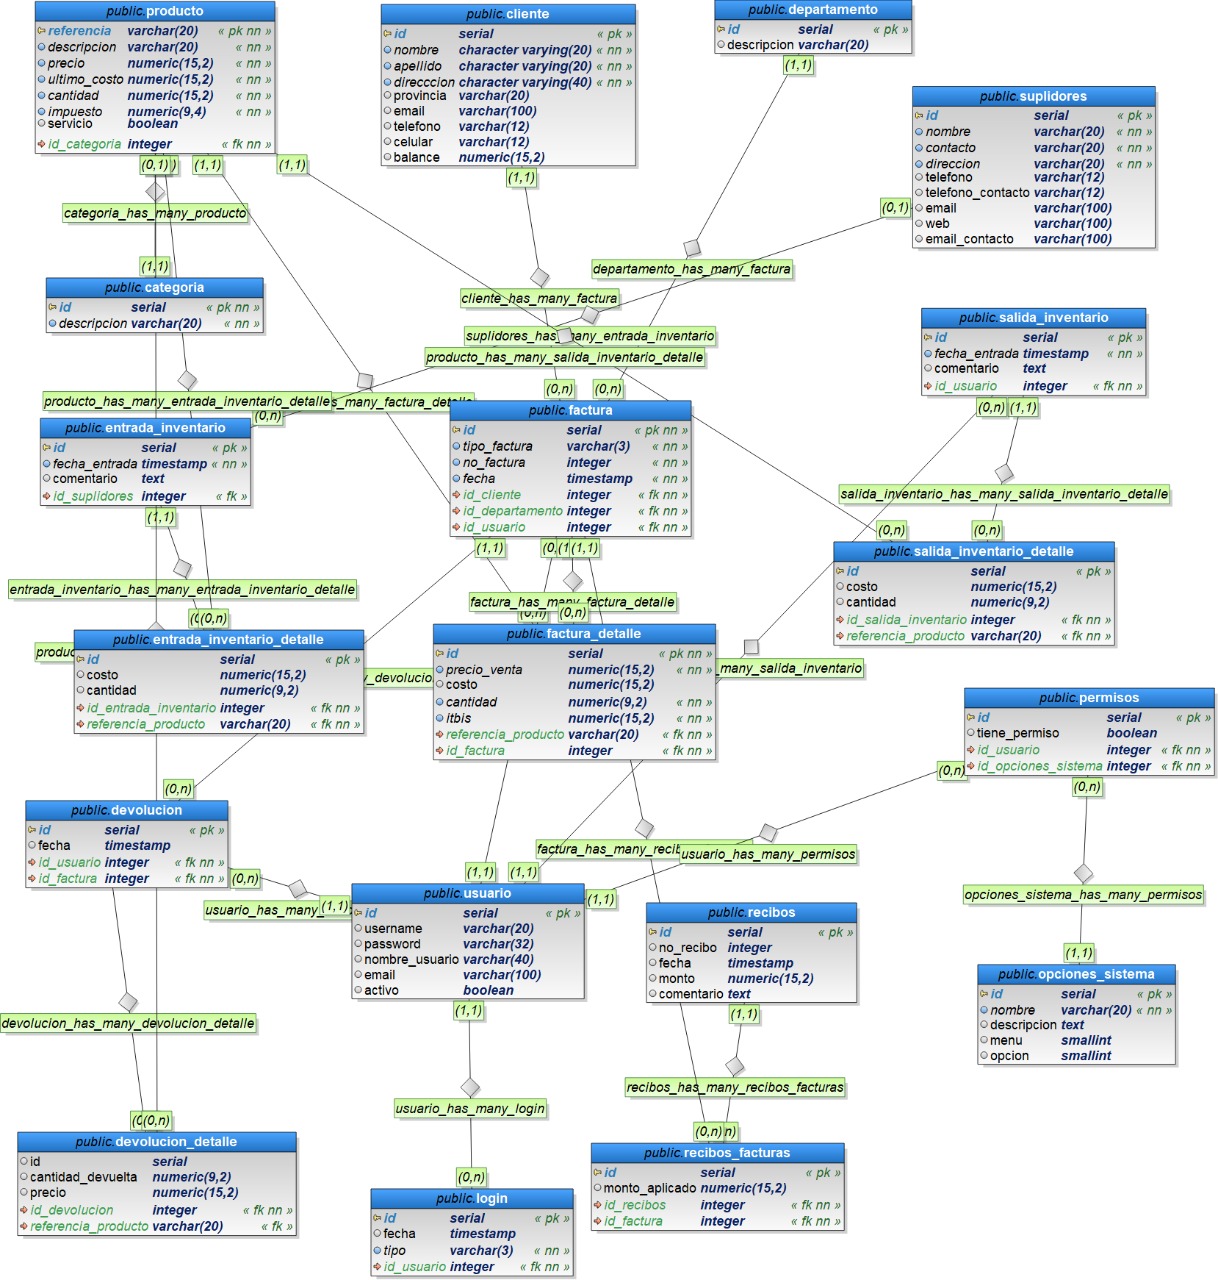 public.producto
referencia varchar(20) « pk nn »
descripcion varchar(20) « nn »
precio numeric(15,2) « nn »
ultimo_costo numeric(15,2) « nn »
cantidad numeric(15,2) « nn »
impuesto numeric(9,4) « nn »
servicio boolean
id_categoria integer « fk nn »
public.cliente
id serial « pk »
nombre character varying(20) « nn »
apellido character varying(20) « nn »
direcccion character varying(40) « nn »
provincia varchar(20)
email varchar(100)
telefono varchar(12)
celular varchar(12)
balance numeric(15,2)
public.departamento
id serial « pk »
descripcion varchar(20)
public.suplidores
id serial « pk »
nombre varchar(20) « nn »
contacto varchar(20) « nn »
direccion varchar(20) « nn »
telefono varchar(12)
telefono_contacto varchar(12)
email varchar(100)
web varchar(100)
email_contacto varchar(100)
(0,1)
(1,1)
(1,1)
(1,1)
(1,1)
(0,1)
categoria_has_many_producto
(1,1)
departamento_has_many_factura
cliente_has_many_factura
suplidores_has_many_entrada_inventario
producto_has_many_salida_inventario_detalle
public.categoria
id serial « pk nn »
descripcion varchar(20) « nn »
public.salida_inventario
id serial « pk »
fecha_entrada timestamp « nn »
comentario text
id_usuario integer « fk nn »
(0,n)
(1,1)
producto_has_many_entrada_inventario_detalle
s_many_factura_detalle
(0,n)
(0,n)
(0,n)
public.entrada_inventario
id serial « pk »
fecha_entrada timestamp « nn »
comentario text
id_suplidores integer « fk »
(1,1)
public.factura
id serial « pk nn »
tipo_factura varchar(3) « nn »
no_factura integer « nn »
fecha timestamp « nn »
id_cliente integer « fk nn »
id_departamento integer « fk nn »
id_usuario integer « fk nn »
(1,1)
(0,
(1
(1,1)
salida_inventario_has_many_salida_inventario_detalle
(0,n)
(0,n)
public.salida_inventario_detalle
id serial « pk »
costo numeric(15,2)
cantidad numeric(9,2)
id_salida_inventario integer « fk nn »
referencia_producto varchar(20) « fk nn »
entrada_inventario_has_many_entrada_inventario_detalle
factura_has_many_factura_detalle
(0,n)
(0,n)
(0
(0,n)
public.entrada_inventario_detalle
id serial « pk »
costo numeric(15,2)
cantidad numeric(9,2)
id_entrada_inventario integer « fk nn »
referencia_producto varchar(20) « fk nn »
produc
y_devolucio
public.factura_detalle
id serial « pk nn »
precio_venta numeric(15,2) « nn »
costo numeric(15,2)
cantidad numeric(9,2) « nn »
itbis numeric(15,2) « nn »
referencia_producto varchar(20) « fk nn »
id_factura integer « fk nn »
many_salida_inventario
public.permisos
id serial « pk »
tiene_permiso boolean
id_usuario integer « fk nn »
id_opciones_sistema integer « fk nn »
(0,n)
(0,n)
(0,n)
public.devolucion
id serial « pk »
fecha timestamp
id_usuario integer « fk nn »
id_factura integer « fk nn »
(0,n)
usuario_has_many_
(1,1)
(1,1)
(1,1)
(1,1)
factura_has_many_recib
usuario_has_many_permisos
opciones_sistema_has_many_permisos
(1,1)
public.usuario
id serial « pk »
username varchar(20)
password varchar(32)
nombre_usuario varchar(40)
email varchar(100)
activo boolean
(1,1)
public.recibos
id serial « pk »
no_recibo integer
fecha timestamp
monto numeric(15,2)
comentario text
(1,1)
public.opciones_sistema
id serial « pk »
nombre varchar(20) « nn »
descripcion text
menu smallint
opcion smallint
devolucion_has_many_devolucion_detalle
recibos_has_many_recibos_facturas
usuario_has_many_login
(0
(0,n)
(0,n)
n)
(0,n)
public.devolucion_detalle
id serial
cantidad_devuelta numeric(9,2)
precio numeric(15,2)
id_devolucion integer « fk nn »
referencia_producto varchar(20) « fk »
public.login
id serial « pk »
fecha timestamp
tipo varchar(3) « nn »
id_usuario integer « fk nn »
public.recibos_facturas
id serial « pk »
monto_aplicado numeric(15,2)
id_recibos integer « fk nn »
id_factura integer « fk nn »